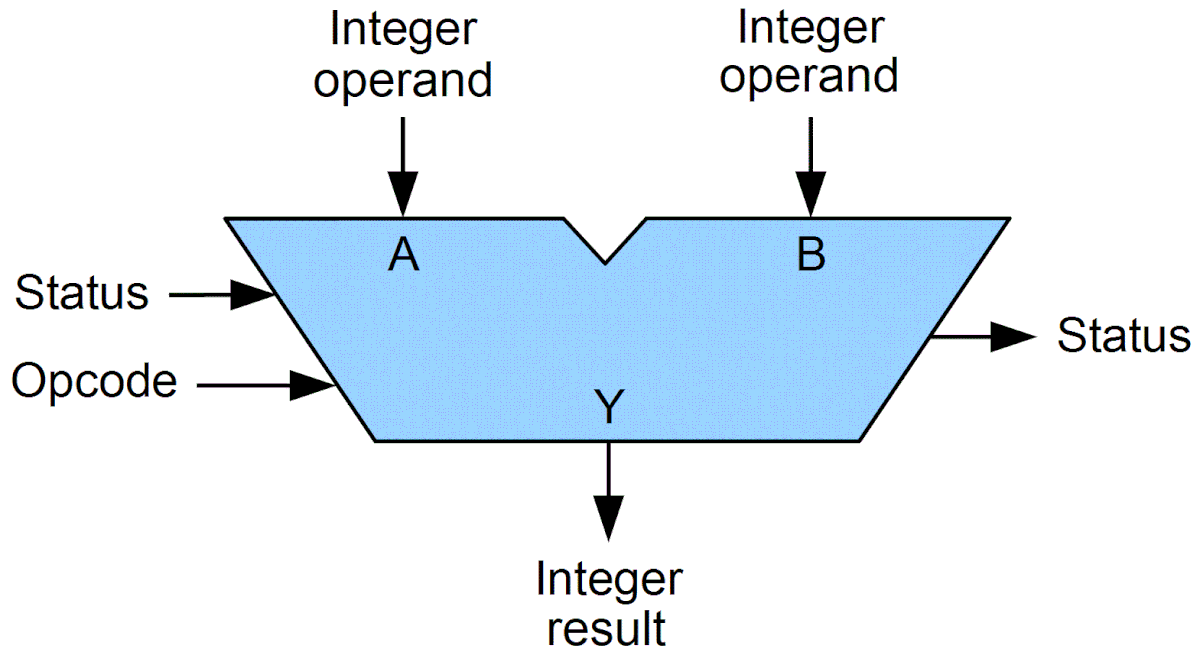 Integer
operand
Integer
operand
A
B
Status
Status
Opcode
Y
Integer
result